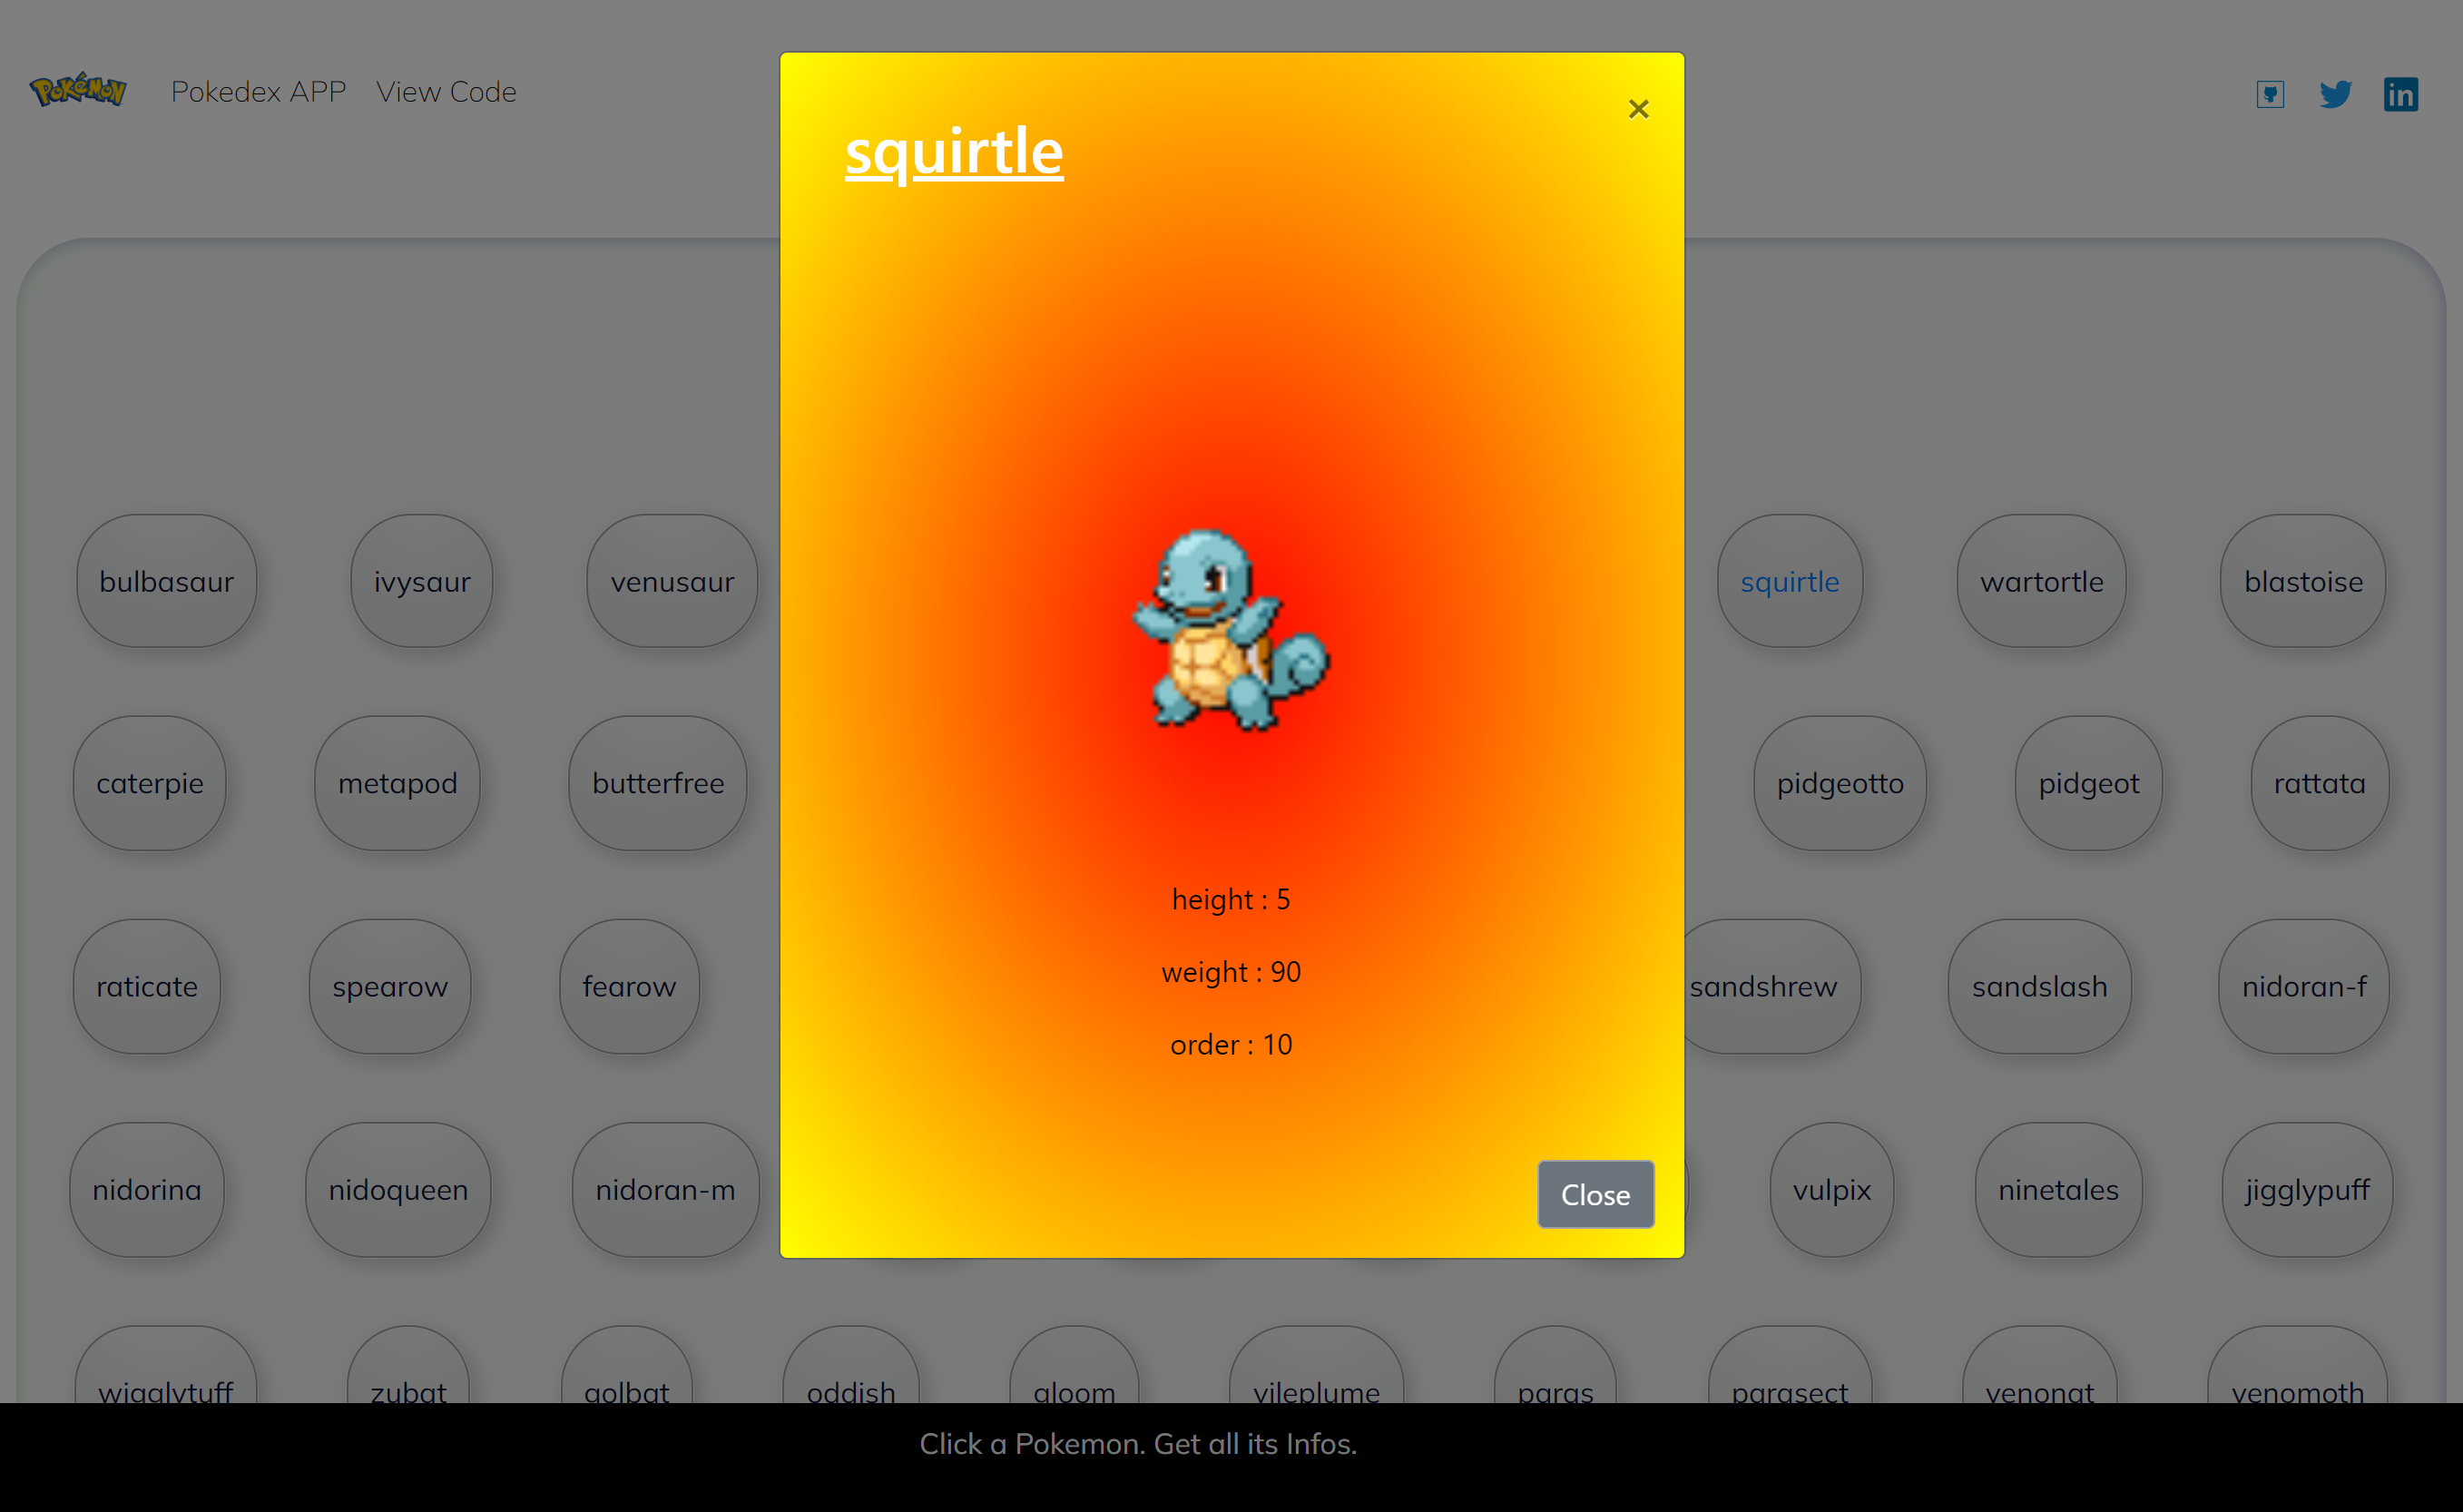 Pokémon Pokedex APP View Code
squirtle
×
bulbasaur ivysaur venusaur squirtle wartortle blastoise
caterpie metapod butterfree pidgeotto pidgeot rattata
height : 5
weight : 90
raticate spearow fearow sandshrew sandslash nidoran-f
order : 10
nidorina nidoqueen nidoran-m vulpix ninetales jigglypuff
Close
wigglytuff zubat golbat oddish gloom vileplume paras parasect venonat venomoth
Click a Pokemon. Get all its Infos.